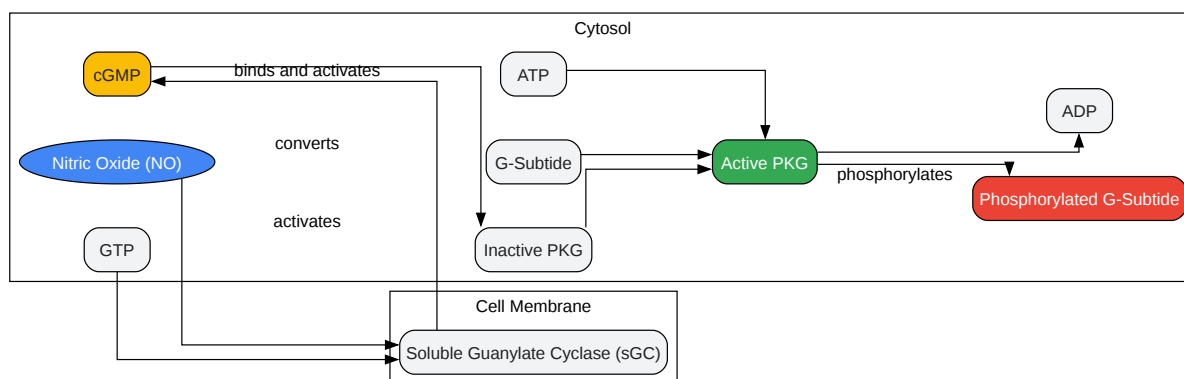 Cytosol
cGMP
binds and activates
ATP
ADP
Nitric Oxide (NO)
converts
G-Subtide
Active PKG
phosphorylates
Phosphorylated G-Subtide
activates
GTP
Inactive PKG
Cell Membrane
Soluble Guanylate Cyclase (sGC)